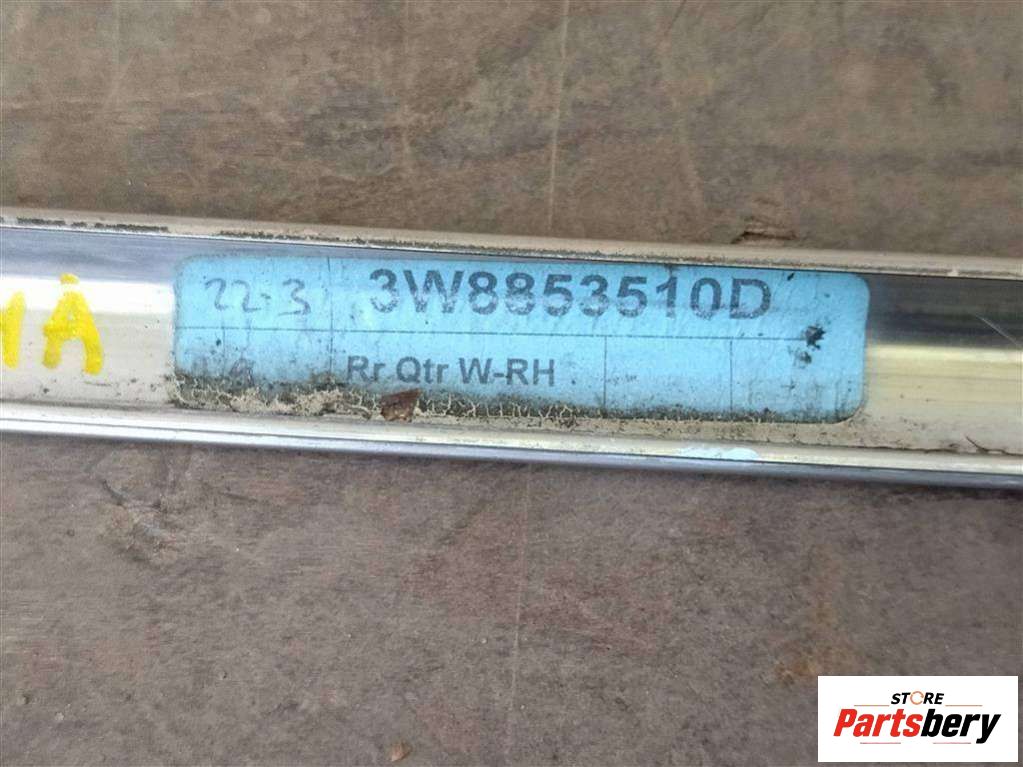 22-3
3W8853510D
Rr Qtr W-RH
STORE
Partsbery